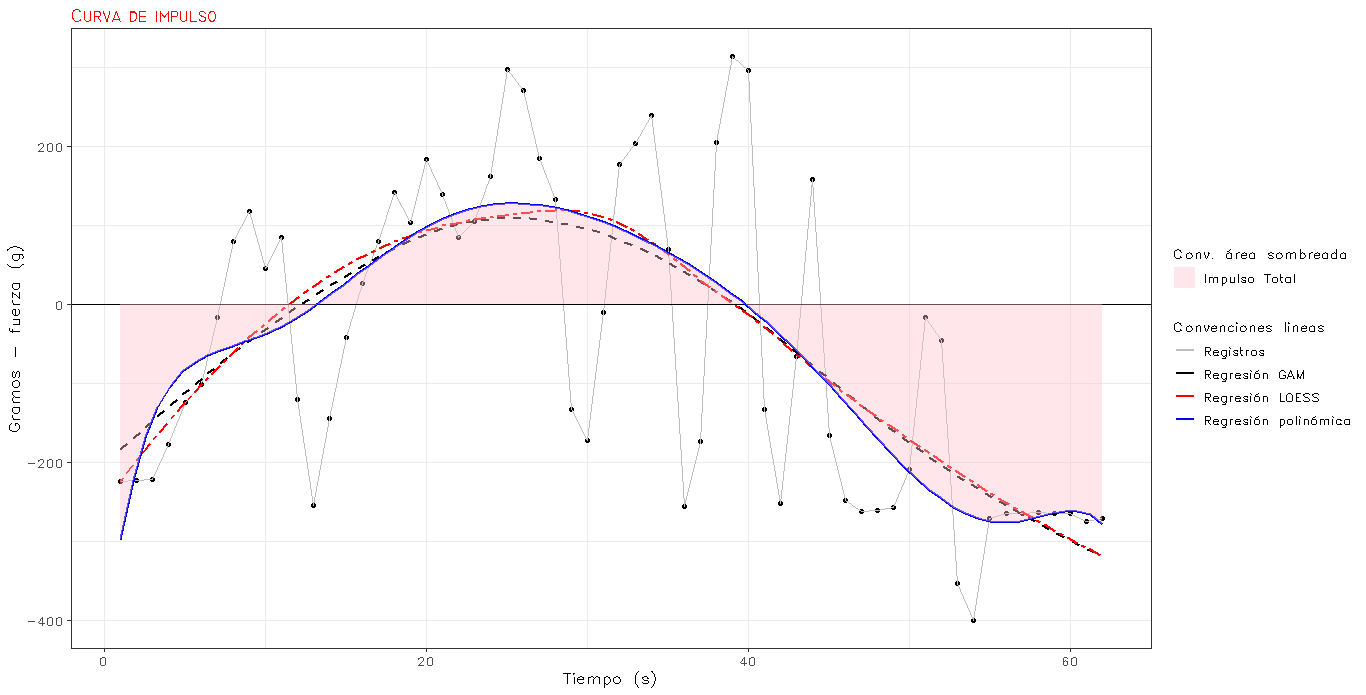 CURVA DE IMPULSO
Gramos – fuerza (g)
200
0
-200
-400
0
20
40
60
Tiempo (s)
Conv. área sombreada
Impulso Total
Convenciones lineas
Registros
Regresión GAM
Regresión LOESS
Regresión polinómica